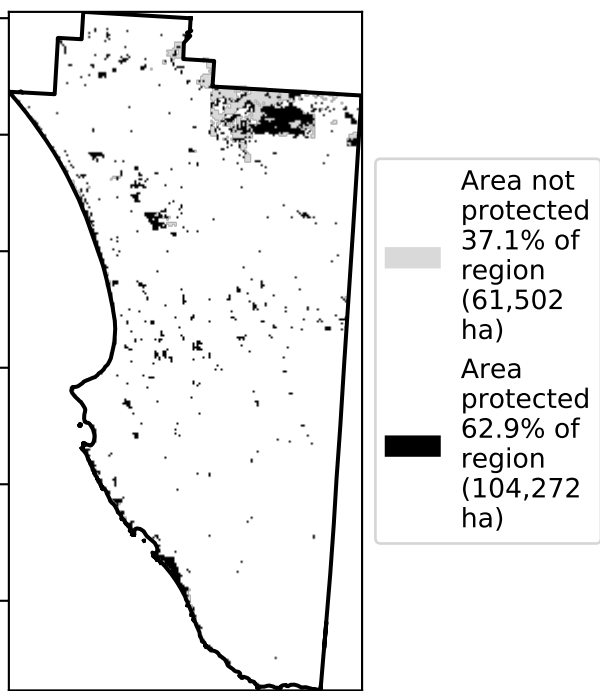 Area not
protected
37.1% of
region
(61,502
ha)
Area
protected
62.9% of
region
(104,272
ha)